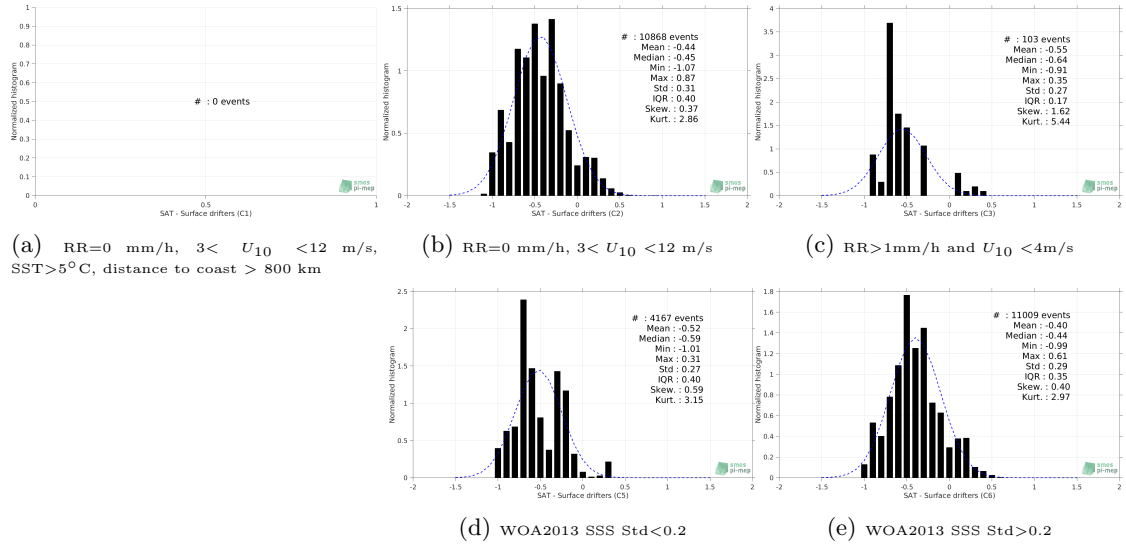 1
0.9
0.8
0.7
0.6
0.5
0.4
0.3
0.2
0.1
0
Normalized histogram
# : 0 events
smos
pi-mep
0 0.5 1
SAT - Surface drifters (C1)
(a) RR=0 mm/h, 3< U10 <12 m/s,
SST>5°C, distance to coast > 800 km
1.5
1
0.5
0
Normalized histogram
# : 10868 events
Mean : -0.44
Median : -0.45
Min : -1.07
Max : 0.87
Std : 0.31
IQR : 0.40
Skew. : 0.37
Kurt. : 2.86
smos
pi-mep
-2 -1.5 -1 -0.5 0 0.5 1 1.5 2
SAT - Surface drifters (C2)
(b) RR=0 mm/h, 3< U10 <12 m/s
4
3.5
3
2.5
2
1.5
1
0.5
0
Normalized histogram
# : 103 events
Mean : -0.55
Median : -0.64
Min : -0.91
Max : 0.35
Std : 0.27
IQR : 0.17
Skew. : 1.62
Kurt. : 5.44
smos
pi-mep
-2 -1.5 -1 -0.5 0 0.5 1 1.5 2
SAT - Surface drifters (C3)
(c) RR>1mm/h and U10 <4m/s
2.5
2
1.5
1
0.5
0
Normalized histogram
# : 4167 events
Mean : -0.52
Median : -0.59
Min : -1.01
Max : 0.31
Std : 0.27
IQR : 0.40
Skew. : 0.59
Kurt. : 3.15
smos
pi-mep
-2 -1.5 -1 -0.5 0 0.5 1 1.5 2
SAT - Surface drifters (C5)
(d) WOA2013 SSS Std<0.2
1.8
1.6
1.4
1.2
1
0.8
0.6
0.4
0.2
0
Normalized histogram
# : 11009 events
Mean : -0.40
Median : -0.44
Min : -0.99
Max : 0.61
Std : 0.29
IQR : 0.35
Skew. : 0.40
Kurt. : 2.97
smos
pi-mep
-2 -1.5 -1 -0.5 0 0.5 1 1.5 2
SAT - Surface drifters (C6)
(e) WOA2013 SSS Std>0.2